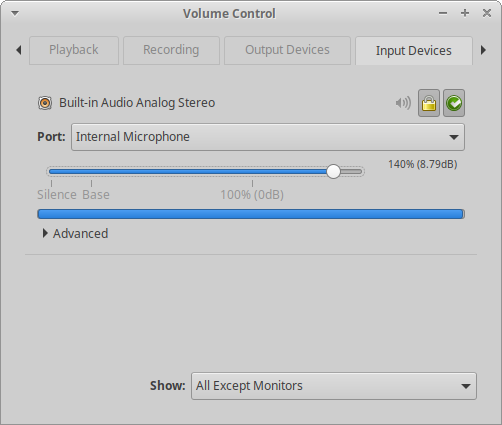 Volume Control
Playback
Recording
Output Devices
Input Devices
Built-in Audio Analog Stereo
Port: Internal Microphone
140% (8.79dB)
Silence Base 100% (0dB)
Advanced
Show: All Except Monitors